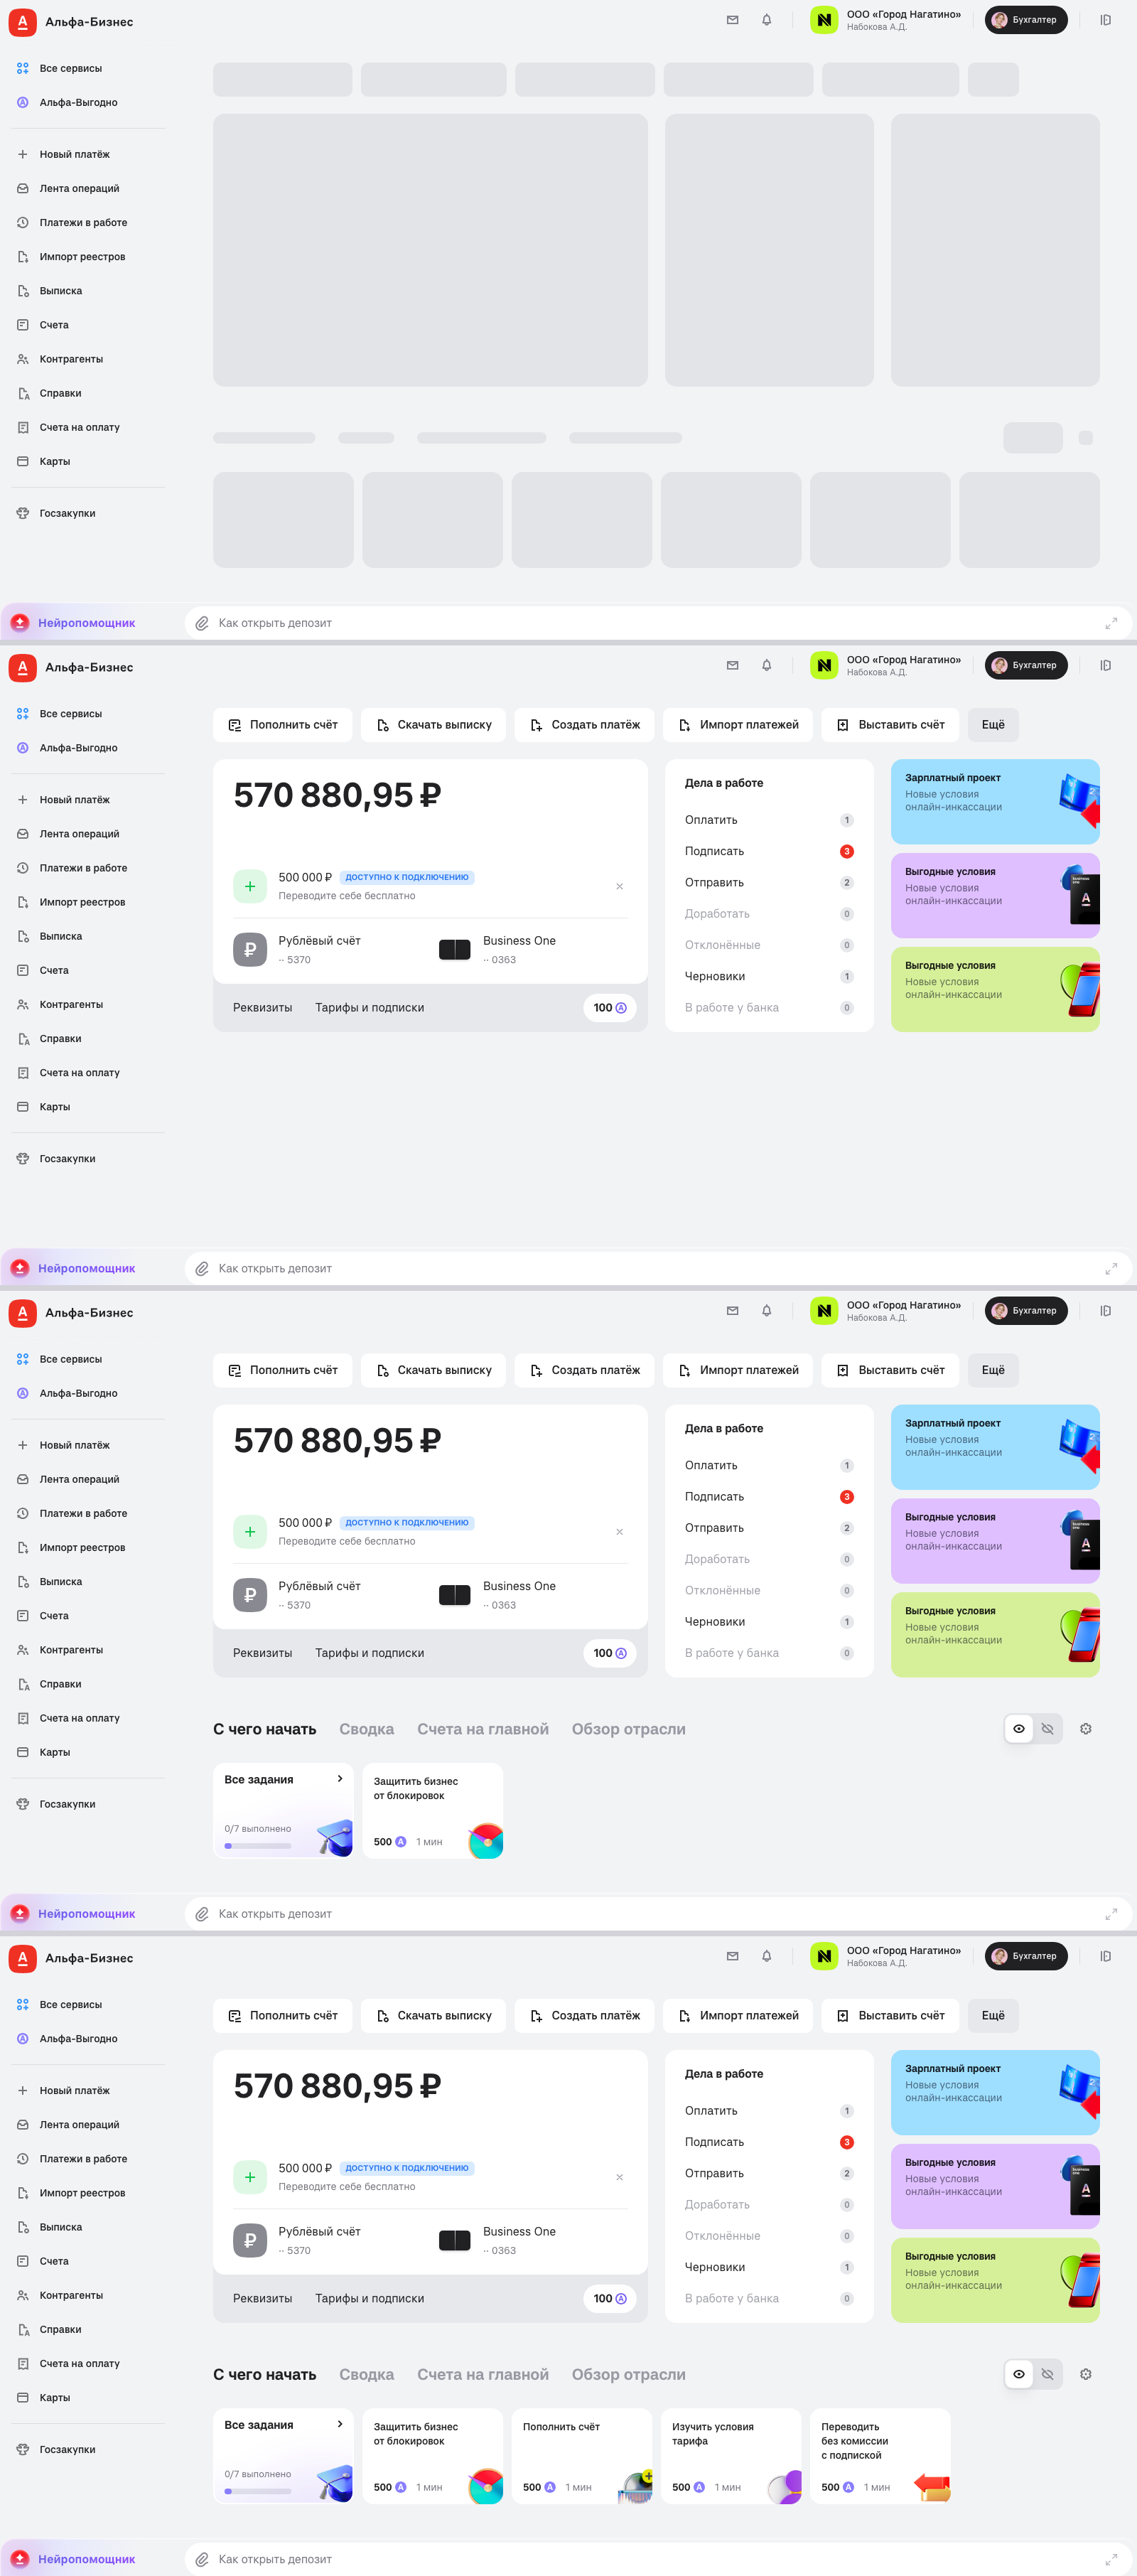 Альфа-Бизнес
ООО «Город Нагатино»
Набокова А.Д.
Бухгалтер
Все сервисы
Альфа-Выгодно
Новый платёж
Лента операций
Платежи в работе
Импорт реестров
Выписка
Счета
Контрагенты
Справки
Счета на оплату
Карты
Госзакупки
Нейропомощник
Как открыть депозит
Альфа-Бизнес
ООО «Город Нагатино»
Набокова А.Д.
Бухгалтер
Все сервисы
Альфа-Выгодно
Новый платёж
Лента операций
Платежи в работе
Импорт реестров
Выписка
Счета
Контрагенты
Справки
Счета на оплату
Карты
Госзакупки
Пополнить счёт
Скачать выписку
Создать платёж
Импорт платежей
Выставить счёт
Ещё
570 880,95 ₽
500 000 ₽ ДОСТУПНО К ПОДКЛЮЧЕНИЮ
Переводите себе бесплатно
Рублёвый счёт
·· 5370
Business One
·· 0363
Реквизиты
Тарифы и подписки
100
Дела в работе
Оплатить 1
Подписать 3
Отправить 2
Доработать 0
Отклонённые 0
Черновики 1
В работе у банка 0
Зарплатный проект
Новые условия
онлайн-инкассации
Выгодные условия
Новые условия
онлайн-инкассации
Выгодные условия
Новые условия
онлайн-инкассации
Нейропомощник
Как открыть депозит
Альфа-Бизнес
ООО «Город Нагатино»
Набокова А.Д.
Бухгалтер
Все сервисы
Альфа-Выгодно
Новый платёж
Лента операций
Платежи в работе
Импорт реестров
Выписка
Счета
Контрагенты
Справки
Счета на оплату
Карты
Госзакупки
Пополнить счёт
Скачать выписку
Создать платёж
Импорт платежей
Выставить счёт
Ещё
570 880,95 ₽
500 000 ₽ ДОСТУПНО К ПОДКЛЮЧЕНИЮ
Переводите себе бесплатно
Рублёвый счёт
·· 5370
Business One
·· 0363
Реквизиты
Тарифы и подписки
100
Дела в работе
Оплатить 1
Подписать 3
Отправить 2
Доработать 0
Отклонённые 0
Черновики 1
В работе у банка 0
Зарплатный проект
Новые условия
онлайн-инкассации
Выгодные условия
Новые условия
онлайн-инкассации
Выгодные условия
Новые условия
онлайн-инкассации
С чего начать
Сводка
Счета на главной
Обзор отрасли
Все задания
0/7 выполнено
Защитить бизнес
от блокировок
500 1 мин
Нейропомощник
Как открыть депозит
Альфа-Бизнес
ООО «Город Нагатино»
Набокова А.Д.
Бухгалтер
Все сервисы
Альфа-Выгодно
Новый платёж
Лента операций
Платежи в работе
Импорт реестров
Выписка
Счета
Контрагенты
Справки
Счета на оплату
Карты
Госзакупки
Пополнить счёт
Скачать выписку
Создать платёж
Импорт платежей
Выставить счёт
Ещё
570 880,95 ₽
500 000 ₽ ДОСТУПНО К ПОДКЛЮЧЕНИЮ
Переводите себе бесплатно
Рублёвый счёт
·· 5370
Business One
·· 0363
Реквизиты
Тарифы и подписки
100
Дела в работе
Оплатить 1
Подписать 3
Отправить 2
Доработать 0
Отклонённые 0
Черновики 1
В работе у банка 0
Зарплатный проект
Новые условия
онлайн-инкассации
Выгодные условия
Новые условия
онлайн-инкассации
Выгодные условия
Новые условия
онлайн-инкассации
С чего начать
Сводка
Счета на главной
Обзор отрасли
Все задания
0/7 выполнено
Защитить бизнес
от блокировок
500 1 мин
Пополнить счёт
500 1 мин
Изучить условия
тарифа
500 1 мин
Переводить
без комиссии
с подпиской
500 1 мин
Нейропомощник
Как открыть депозит